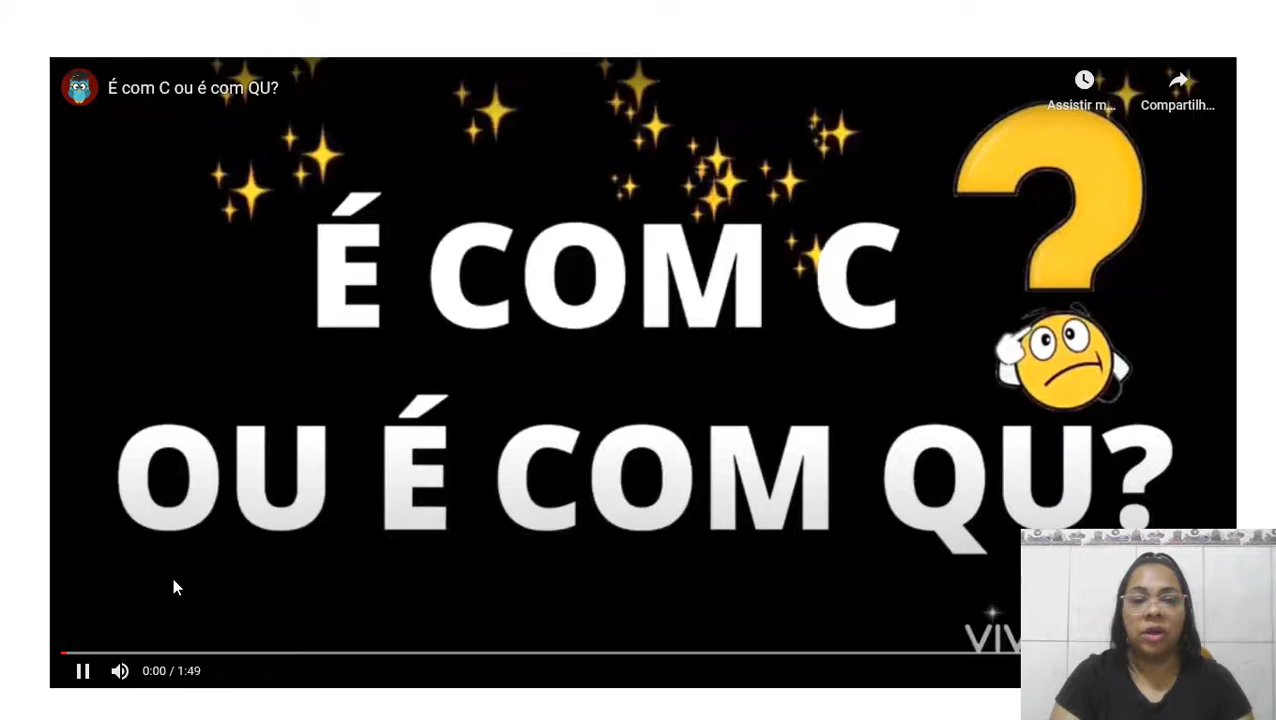 É com C ou é com QU?
Assistir m...
Compartilh...
É COM C
OU É COM QU?
0:00 / 1:49